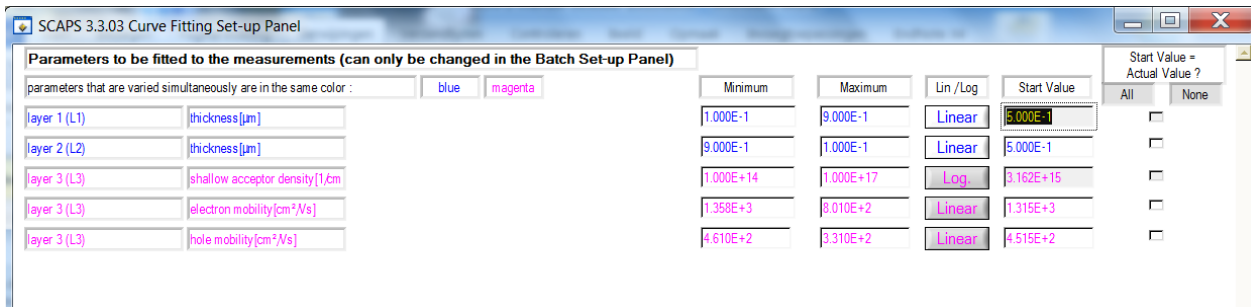 SCAPS 3.3.03 Curve Fitting Set-up Panel
Parameters to be fitted to the measurements (can only be changed in the Batch Set-up Panel)
Start Value =
Actual Value ?
parameters that are varied simultaneously are in the same color : blue magenta Minimum Maximum Lin /Log Start Value All None
layer 1 (L1) thickness[µm] 1.000E-1 9.000E-1 Linear 5.000E-1
layer 2 (L2) thickness[µm] 9.000E-1 1.000E-1 Linear 5.000E-1
layer 3 (L3) shallow acceptor density[1/cm 1.000E+14 1.000E+17 Log. 3.162E+15
layer 3 (L3) electron mobility[cm²/Vs] 1.358E+3 8.010E+2 Linear 1.315E+3
layer 3 (L3) hole mobility[cm²/Vs] 4.610E+2 3.310E+2 Linear 4.515E+2